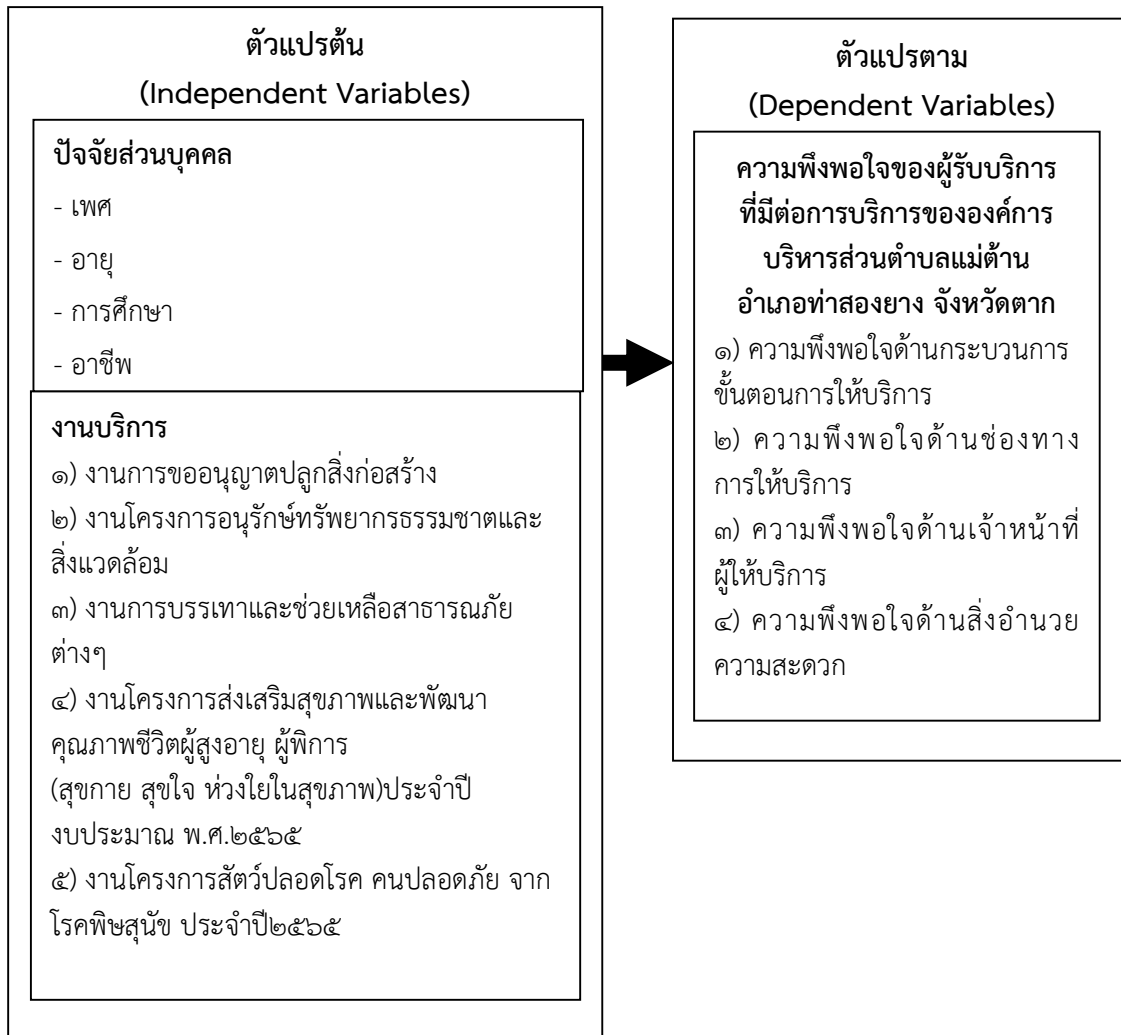 ตัวแปรต้น
(Independent Variables)
ปัจจัยส่วนบุคคล
- เพศ
- อายุ
- การศึกษา
- อาชีพ
งานบริการ
๑) งานการขออนุญาตปลูกสิ่งก่อสร้าง
๒) งานโครงการอนุรักษ์ทรัพยากรธรรมชาตและ
สิ่งแวดล้อม
๓) งานการบรรเทาและช่วยเหลือสาธารณภัย
ต่างๆ
๔) งานโครงการส่งเสริมสุขภาพและพัฒนา
คุณภาพชีวิตผู้สูงอายุ ผู้พิการ
(สุขกาย สุขใจ ห่วงใยในสุขภาพ)ประจำปี
งบประมาณ พ.ศ.๒๕๖๕
๕) งานโครงการสัตว์ปลอดโรค คนปลอดภัย จาก
โรคพิษสุนัข ประจำปี๒๕๖๕
ตัวแปรตาม
(Dependent Variables)
ความพึงพอใจของผู้รับบริการ
ที่มีต่อการบริการขององค์การ
บริหารส่วนตำบลแม่ต้าน
อำเภอท่าสองยาง จังหวัดตาก
๑) ความพึงพอใจด้านกระบวนการ
ขั้นตอนการให้บริการ
๒) ความพึงพอใจด้านช่องทาง
การให้บริการ
๓) ความพึงพอใจด้านเจ้าหน้าที่
ผู้ให้บริการ
๔) ความพึงพอใจด้านสิ่งอำนวย
ความสะดวก